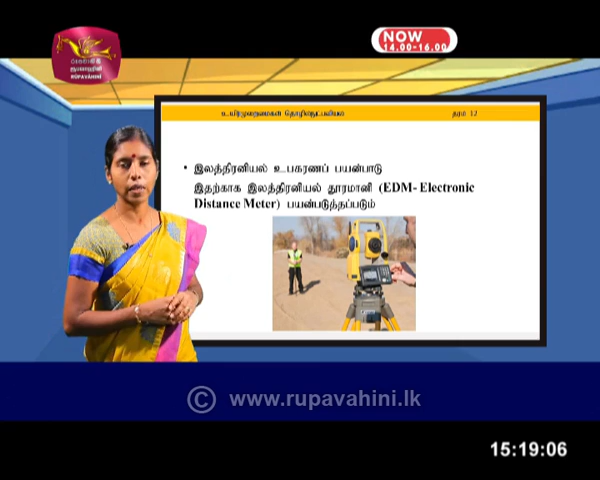 NOW
14.00-16.00
RUPAVAHINI
தரம 12
• இலத்திரனியல் உபகரணப் பயன்பாடு
இதற்காக இலத்திரனியல் தூரமானி (EDM- Electronic
Distance Meter) பயன்படுத்தப்படும்
© www.rupavahini.lk
15:19:06